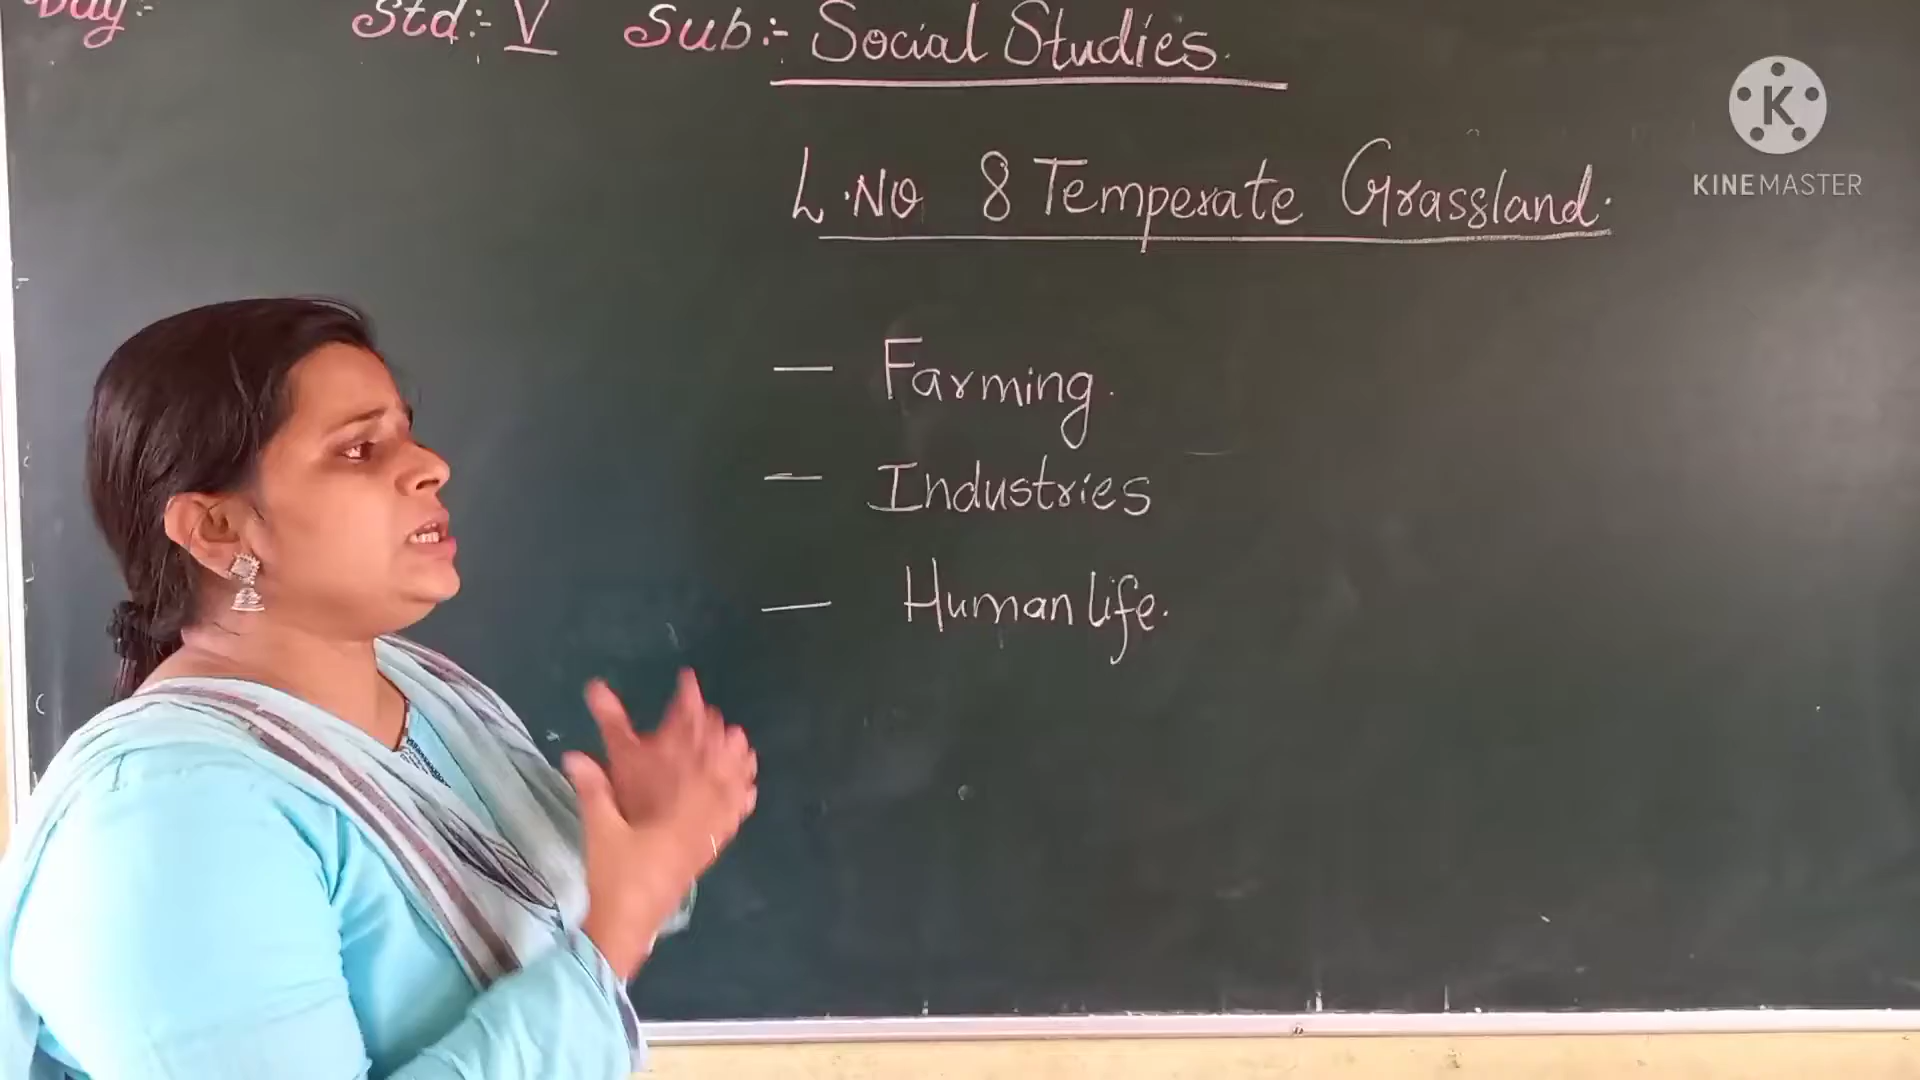 Day:- Std:- V Sub:- Social Studies.
L.No 8 Temperate Grassland.
K
KINEMASTER
— Farming.
— Industries
— Human life.